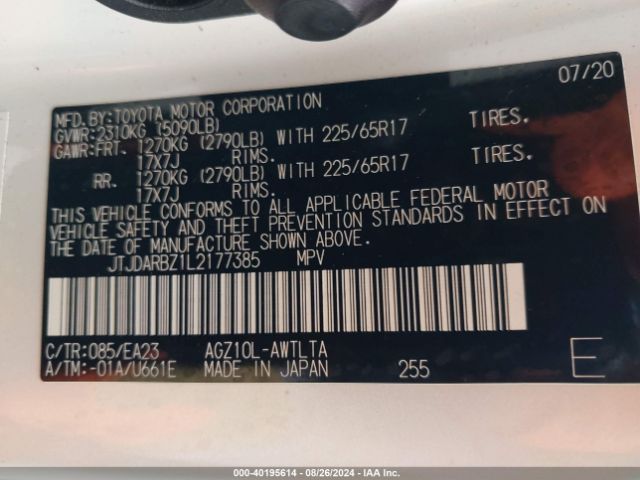 07/20
MFD. BY:TOYOTA MOTOR CORPORATION
GVWR:2310KG (5090LB)
GAWR:FRT. 1270KG (2790LB) WITH 225/65R17 TIRES.
17X7J RIMS.
RR. 1270KG (2790LB) WITH 225/65R17 TIRES.
17X7J RIMS.
THIS VEHICLE CONFORMS TO ALL APPLICABLE FEDERAL MOTOR
VEHICLE SAFETY AND THEFT PREVENTION STANDARDS IN EFFECT ON
THE DATE OF MANUFACTURE SHOWN ABOVE.
JTJDARBZ1L2177385 MPV
C/TR:085/EA23 AGZ10L-AWTLTA
A/TM:-01A/U661E MADE IN JAPAN 255 E
000-40195614 - 08/26/2024 - IAAI.COM